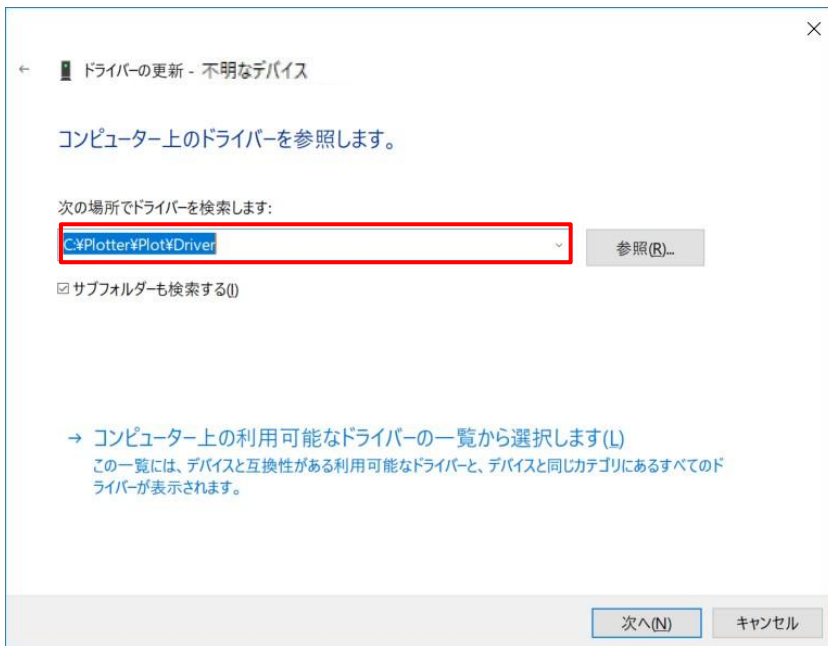 ドライバーの更新 - 不明なデバイス
コンピューター上のドライバーを参照します。
次の場所でドライバーを検索します:
C:¥Plotter¥Plot¥Driver
参照(R)...
サブフォルダーも検索する(I)
→ コンピューター上の利用可能なドライバーの一覧から選択します(L)
この一覧には、デバイスと互換性がある利用可能なドライバーと、デバイスと同じカテゴリにあるすべてのド
ライバーが表示されます。
次へ(N)
キャンセル